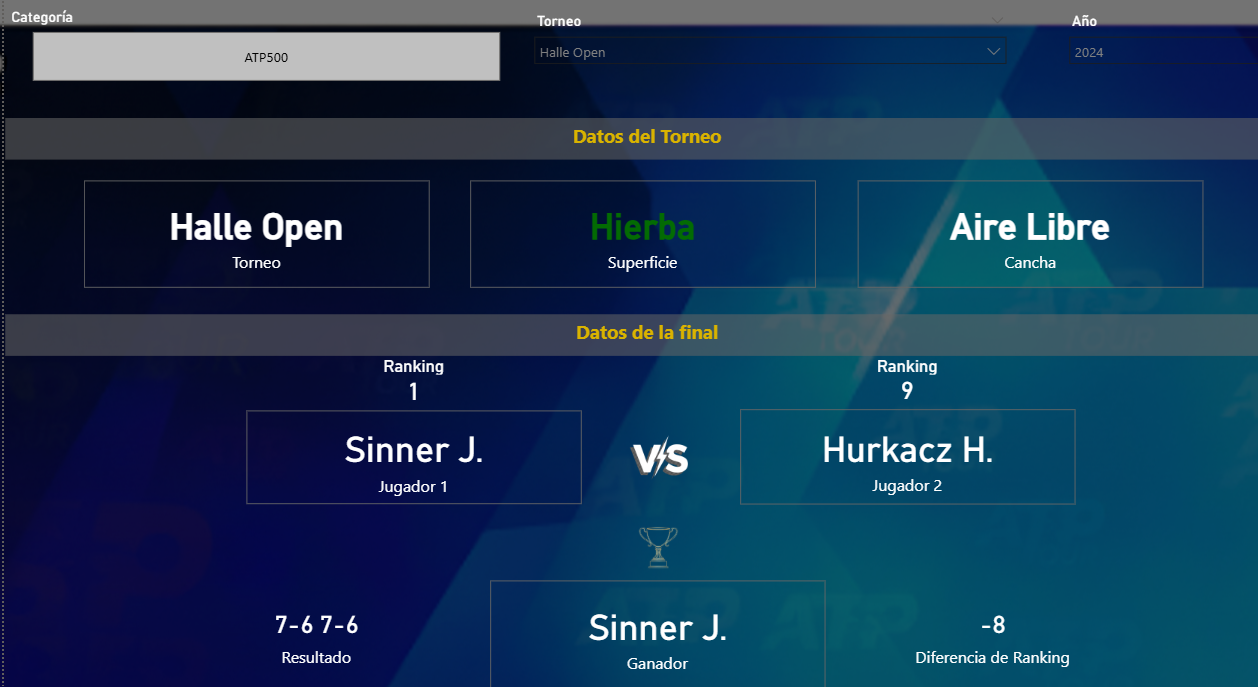 Categoría
Torneo
Año
ATP500
Halle Open
2024
Datos del Torneo
Halle Open
Torneo
Hierba
Superficie
Aire Libre
Cancha
Datos de la final
Ranking
1
Sinner J.
Jugador 1
VS
Ranking
9
Hurkacz H.
Jugador 2
7-6 7-6
Resultado
Sinner J.
Ganador
-8
Diferencia de Ranking
ATP
TOUR